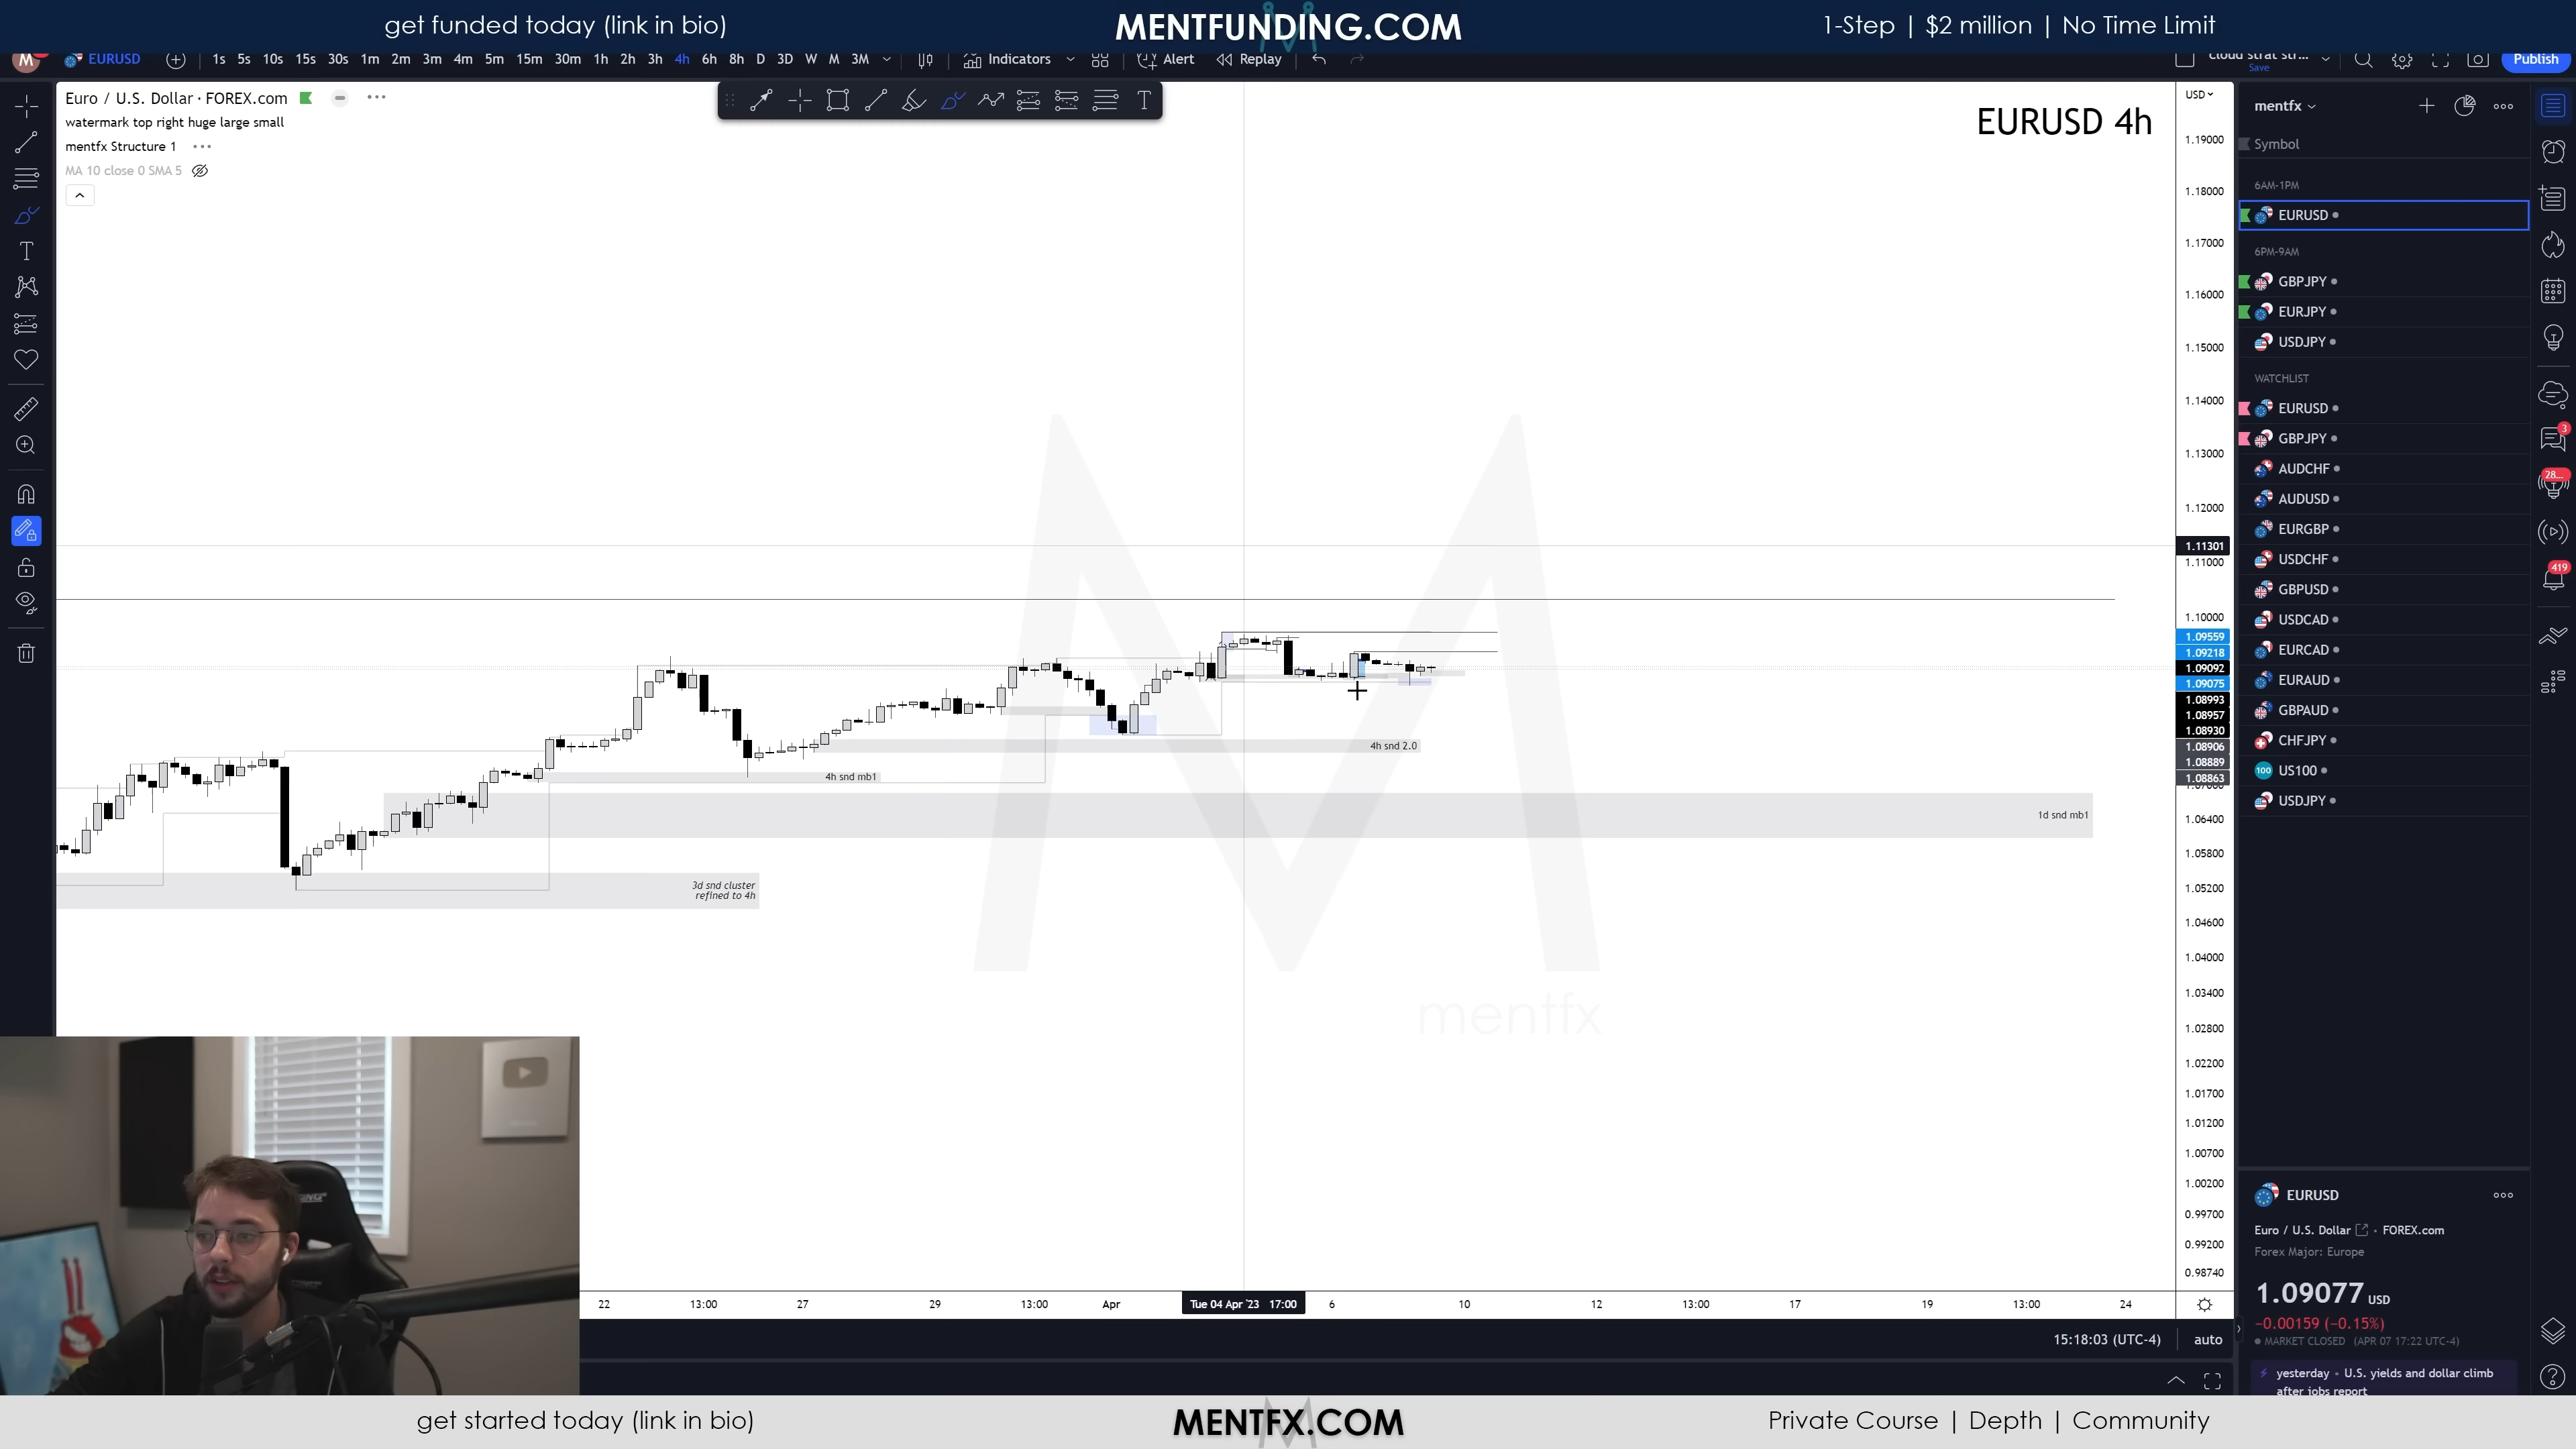 get funded today (link in bio)
MENTFUNDING.COM
1-Step | $2 million | No Time Limit
M
EURUSD
1s 5s 10s 15s 30s 1m 2m 3m 4m 5m 15m 30m 1h 2h 3h 4h 6h 8h D 3D W M 3M
Indicators
Alert
Replay
cloud strat str...
Save
Publish
Euro / U.S. Dollar · FOREX.com
watermark top right huge large small
mentfx Structure 1
MA 10 close 0 SMA 5
EURUSD 4h
USD
1.19000
1.18000
1.17000
1.16000
1.15000
1.14000
1.13000
1.12000
1.11301
1.11000
1.10000
1.09559
1.09218
1.09092
1.09075
1.08993
1.08957
1.08930
1.08906
1.08889
1.08863
1.06400
1.05800
1.05200
1.04600
1.04000
1.03400
1.02800
1.02200
1.01700
1.01200
1.00700
1.00200
0.99700
0.99200
0.98740
4h snd 2.0
4h snd mb1
1d snd mb1
3d snd cluster
refined to 4h
mentfx
22 13:00 27 29 13:00 Apr Tue 04 Apr '23 17:00 6 10 12 13:00 17 19 13:00 24
15:18:03 (UTC-4)
auto
mentfx
Symbol
6AM-1PM
EURUSD
6PM-9AM
GBPJPY
EURJPY
USDJPY
WATCHLIST
EURUSD
GBPJPY
AUDCHF
AUDUSD
EURGBP
USDCHF
GBPUSD
USDCAD
EURCAD
EURAUD
GBPAUD
CHFJPY
100 US100
USDJPY
3
28...
419
EURUSD
Euro / U.S. Dollar · FOREX.com
Forex Major: Europe
1.09077 USD
−0.00159 (−0.15%)
MARKET CLOSED (APR 07 17:22 UTC-4)
yesterday · U.S. yields and dollar climb
after jobs report
get started today (link in bio)
MENTFX.COM
Private Course | Depth | Community